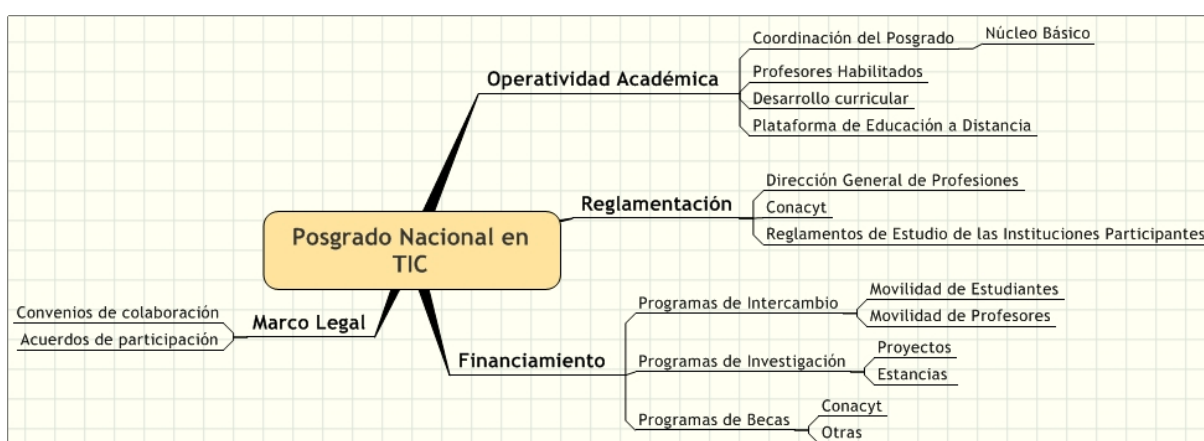 Coordinación del Posgrado
Núcleo Básico
Operatividad Académica
Profesores Habilitados
Desarrollo curricular
Plataforma de Educación a Distancia
Dirección General de Profesiones
Reglamentación
Conacyt
Reglamentos de Estudio de las Instituciones Participantes
Posgrado Nacional en
TIC
Convenios de colaboración
Marco Legal
Acuerdos de participación
Financiamiento
Programas de Intercambio
Movilidad de Estudiantes
Movilidad de Profesores
Programas de Investigación
Proyectos
Estancias
Programas de Becas
Conacyt
Otras